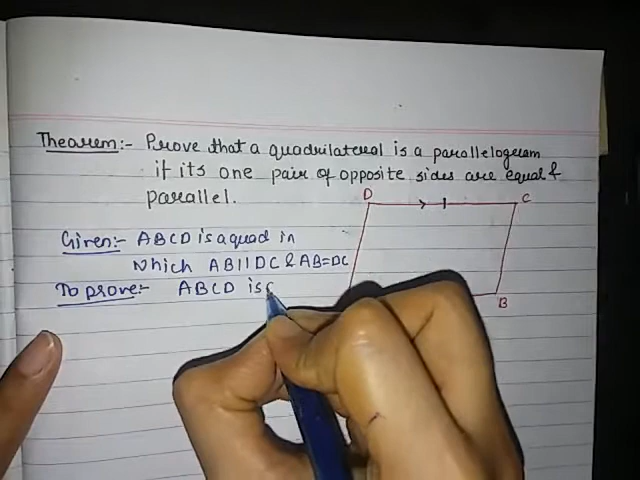 Theorem:- Prove that a quadrilateral is a parallelogram
if its one pair of opposite sides are equal &
parallel.
D
C
Given:- ABCD is a quad in
which AB||DC & AB=DC
To prove:- ABCD is
B